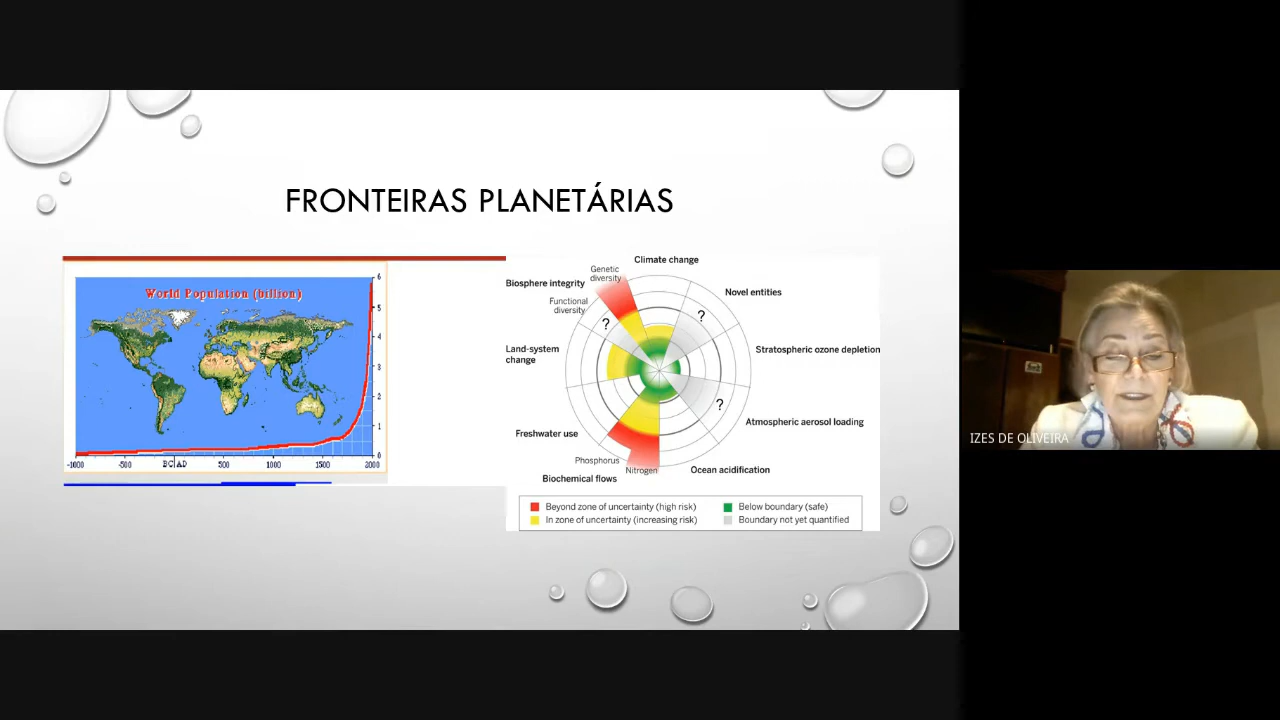 FRONTEIRAS PLANETÁRIAS
World Population (billion)
6
5
4
3
2
1
0
-1000 -500 BC|AD 500 1000 1500 2000
Climate change
Genetic
diversity
Biosphere integrity
Functional
diversity
Novel entities
?
?
Land-system
change
Stratospheric ozone depletion
?
Atmospheric aerosol loading
Freshwater use
Phosphorus
Nitrogen
Biochemical flows
Ocean acidification
Beyond zone of uncertainty (high risk)
In zone of uncertainty (increasing risk)
Below boundary (safe)
Boundary not yet quantified
IZES DE OLIVEIRA